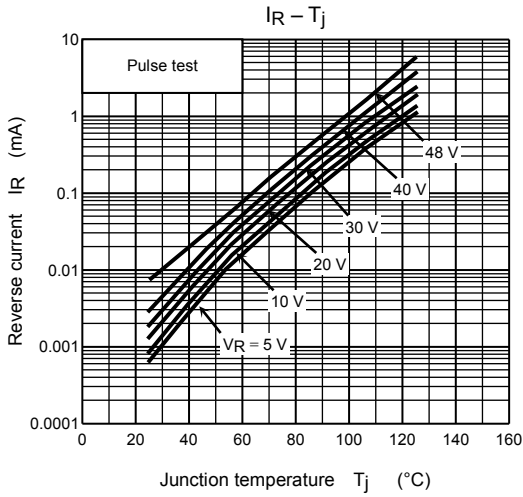 IR – Tj
Pulse test
Reverse current IR (mA)
10
1
0.1
0.01
0.001
0.0001
48 V
40 V
30 V
20 V
10 V
VR = 5 V
0 20 40 60 80 100 120 140 160
Junction temperature Tj (°C)